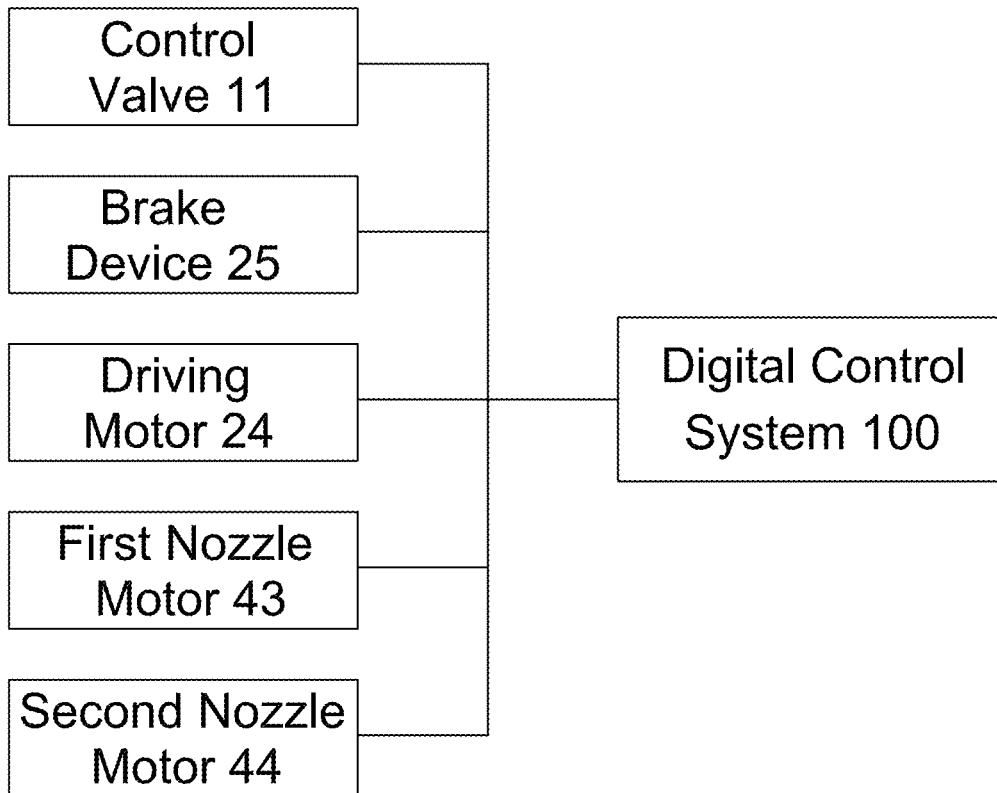 Control
Valve 11
Brake
Device 25
Driving
Motor 24
First Nozzle
Motor 43
Second Nozzle
Motor 44
Digital Control
System 100